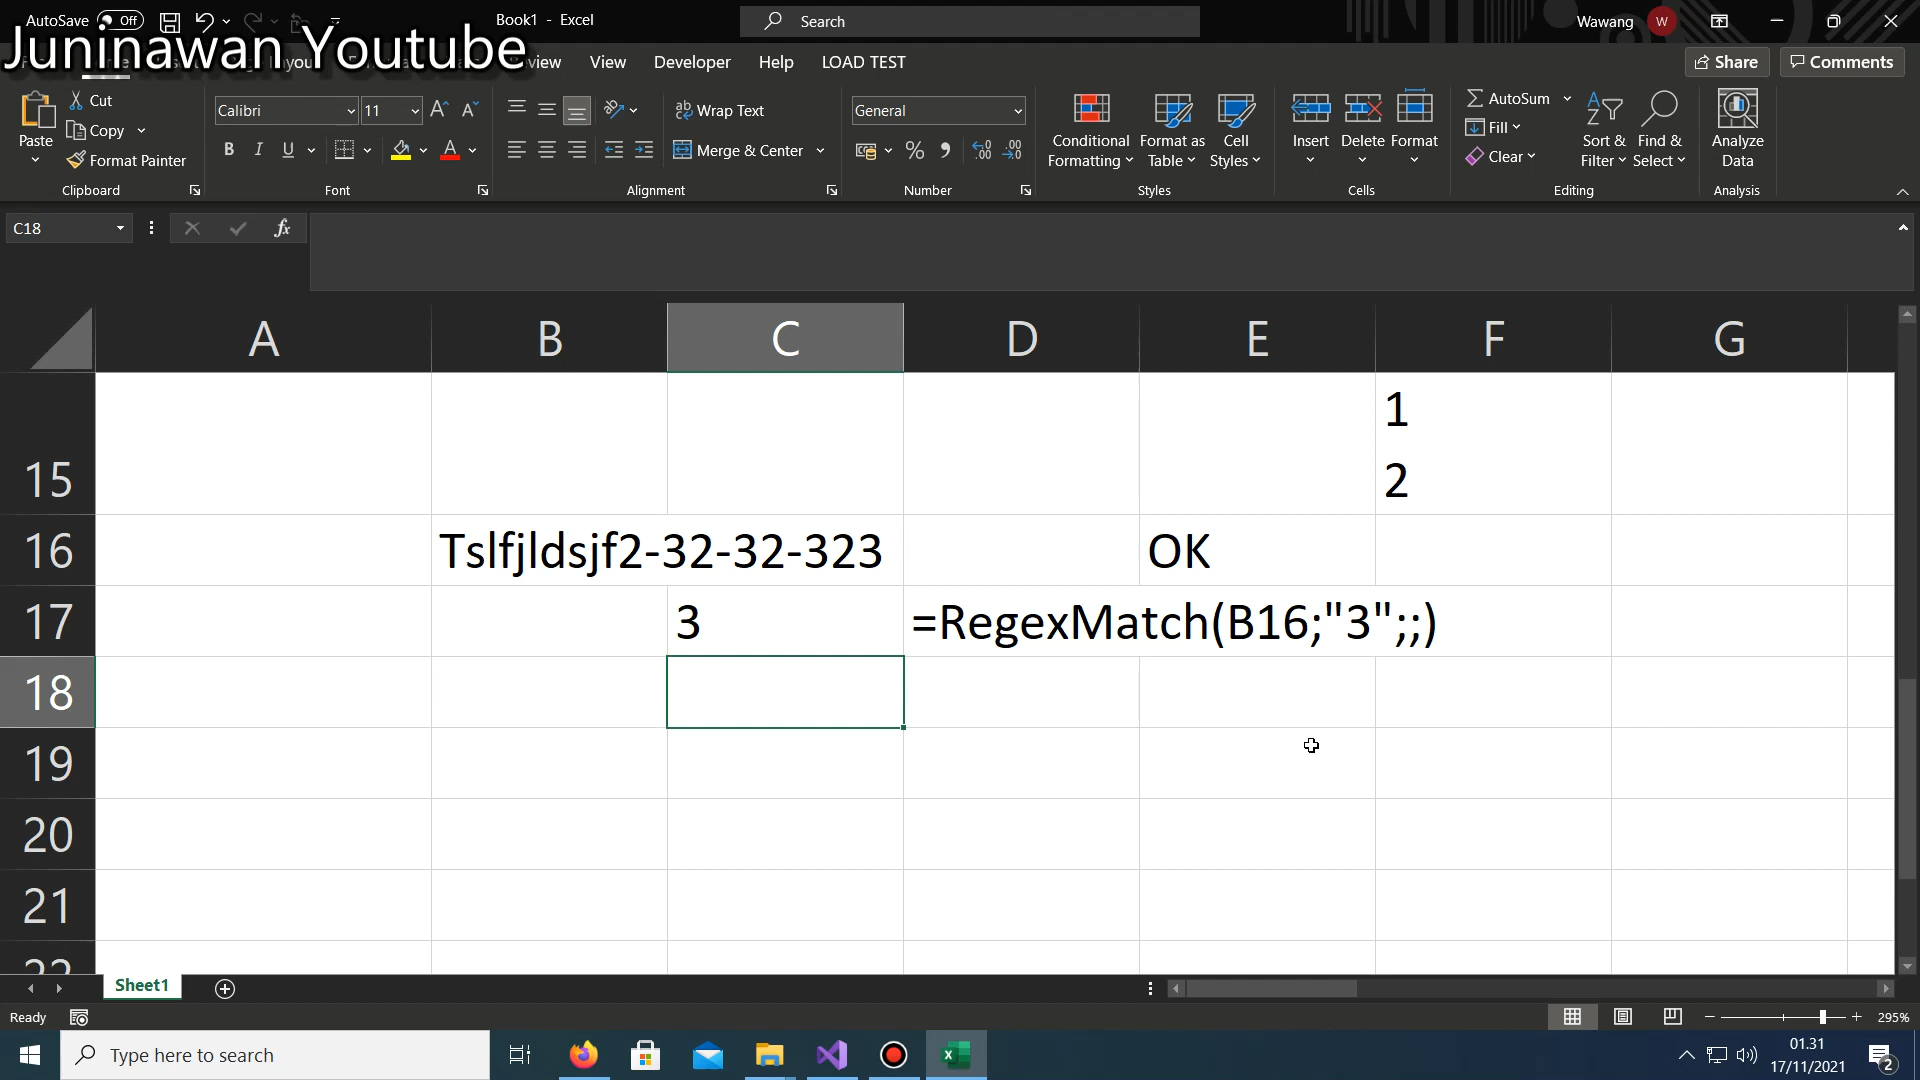 AutoSave Off
Book1 - Excel
Search
Wawang W
Juninawan Youtube
View
Developer
Help
LOAD TEST
Share
Comments
Paste
Cut
Copy
Format Painter
Clipboard
Calibri
11
B I U
A
Font
Wrap Text
Merge & Center
Alignment
General
% 9
Number
Conditional
Formatting
Format as
Table
Cell
Styles
Styles
Insert
Delete
Format
Cells
AutoSum
Fill
Clear
Sort &
Filter
Find &
Select
Editing
Analyze
Data
Analysis
C18
fx
A B C D E F G
1
15 2
16 Tslfjldsjf2-32-32-323 OK
17 3 =RegexMatch(B16;"3";;)
18
19
20
21
22
Sheet1
Ready
295%
Type here to search
01.31
17/11/2021
2